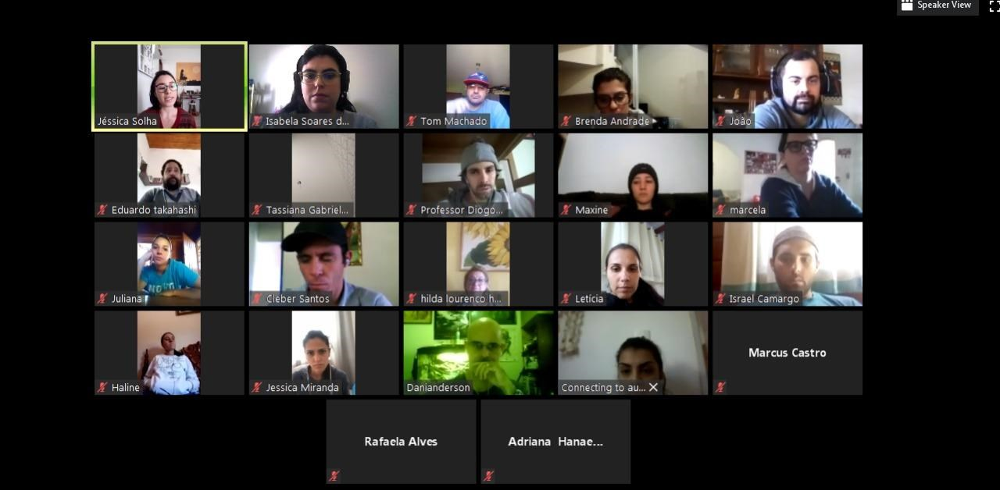 Speaker View
Jéssica Solha
Isabela Soares d...
Tom Machado
Brenda Andrade
João
Eduardo takahashi
Tassiana Gabriel...
Professor Diogo...
Maxine
marcela
Juliana
Cleber Santos
hilda lourenco h...
Letícia
Israel Camargo
Haline
Jessica Miranda
Danianderson
Connecting to au...
Marcus Castro
Rafaela Alves
Adriana Hanae...